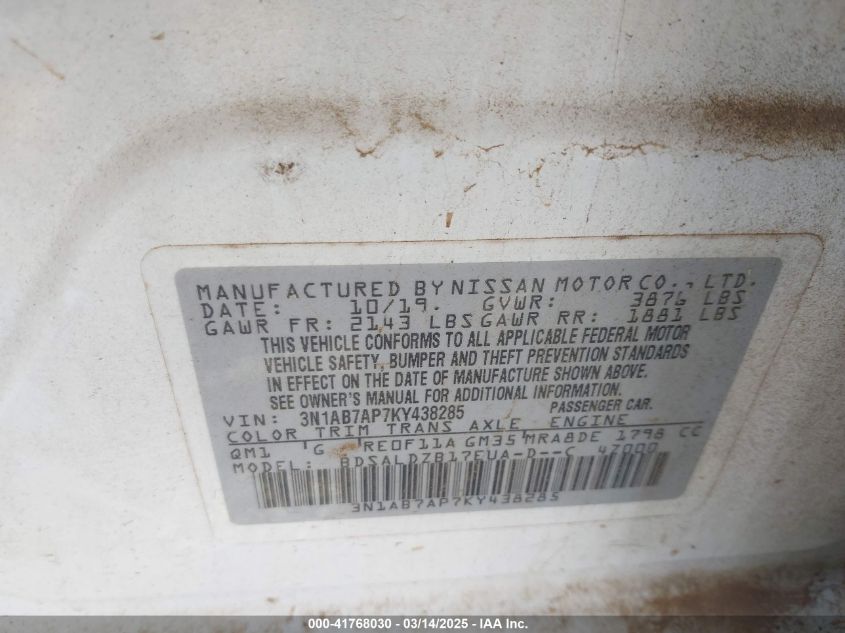 MANUFACTURED BY NISSAN MOTOR CO., LTD.
DATE: 10/19. GVWR: 3876 LBS
GAWR FR: 2143 LBS GAWR RR: 1881 LBS
THIS VEHICLE CONFORMS TO ALL APPLICABLE FEDERAL MOTOR
VEHICLE SAFETY, BUMPER AND THEFT PREVENTION STANDARDS
IN EFFECT ON THE DATE OF MANUFACTURE SHOWN ABOVE.
SEE OWNER'S MANUAL FOR ADDITIONAL INFORMATION.
VIN: 3N1AB7AP7KY438285 PASSENGER CAR.
COLOR TRIM TRANS AXLE ENGINE
QM1 G RE0F11A GM35 MRA8DE 1798 CC
MODEL: BDSALDZB17EUA-D--C 4Z000
3N1AB7AP7KY438285
000-41768030 - 03/14/2025 - IAA Inc.